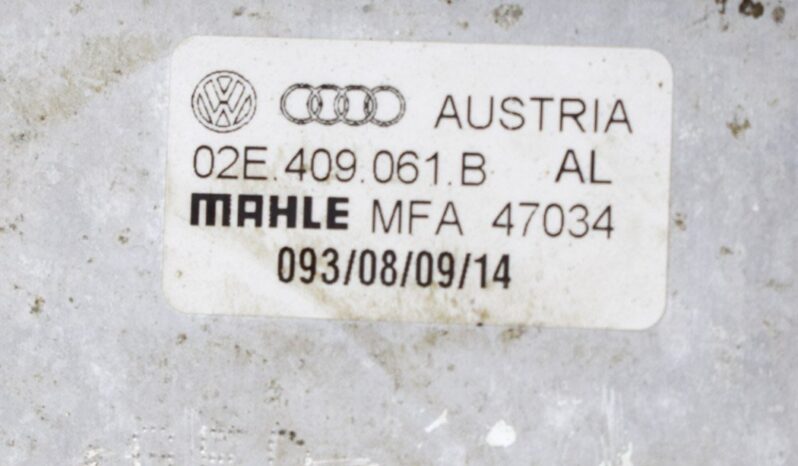 AUSTRIA
02E.409.061.B AL
MAHLE MFA 47034
093/08/09/14